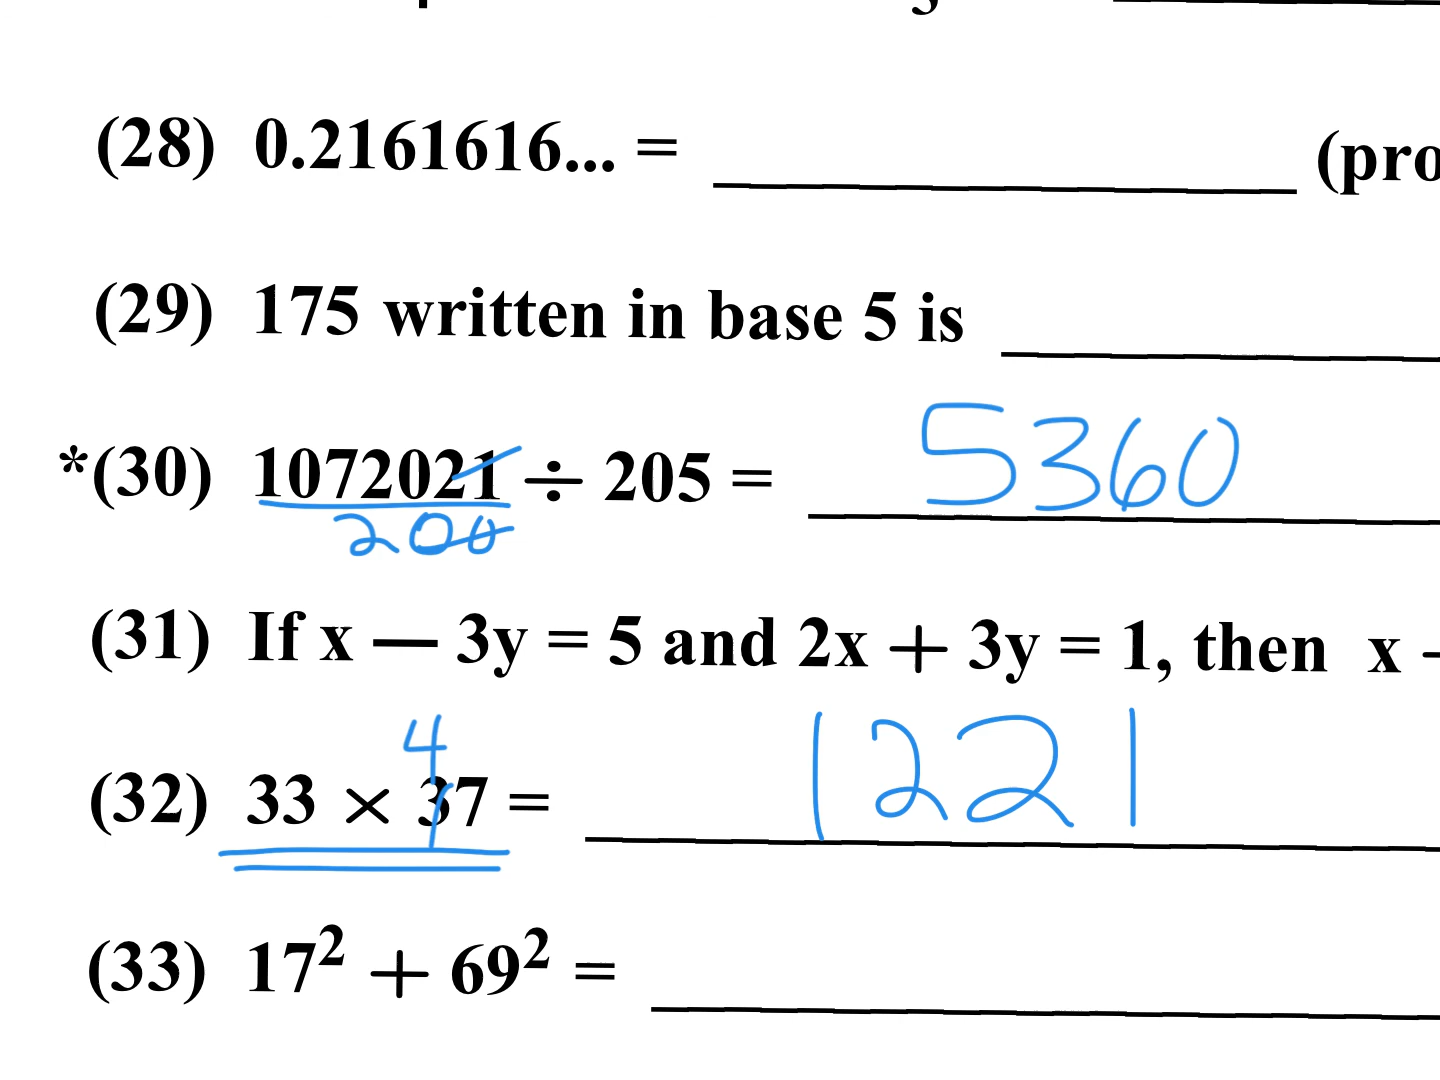 (28) 0.2161616... = (pro
(29) 175 written in base 5 is
*(30) 1072021 ÷ 205 = 5360
200
(31) If x — 3y = 5 and 2x + 3y = 1, then x
4
(32) 33 × 37 = 1221
(33) 17² + 69² =